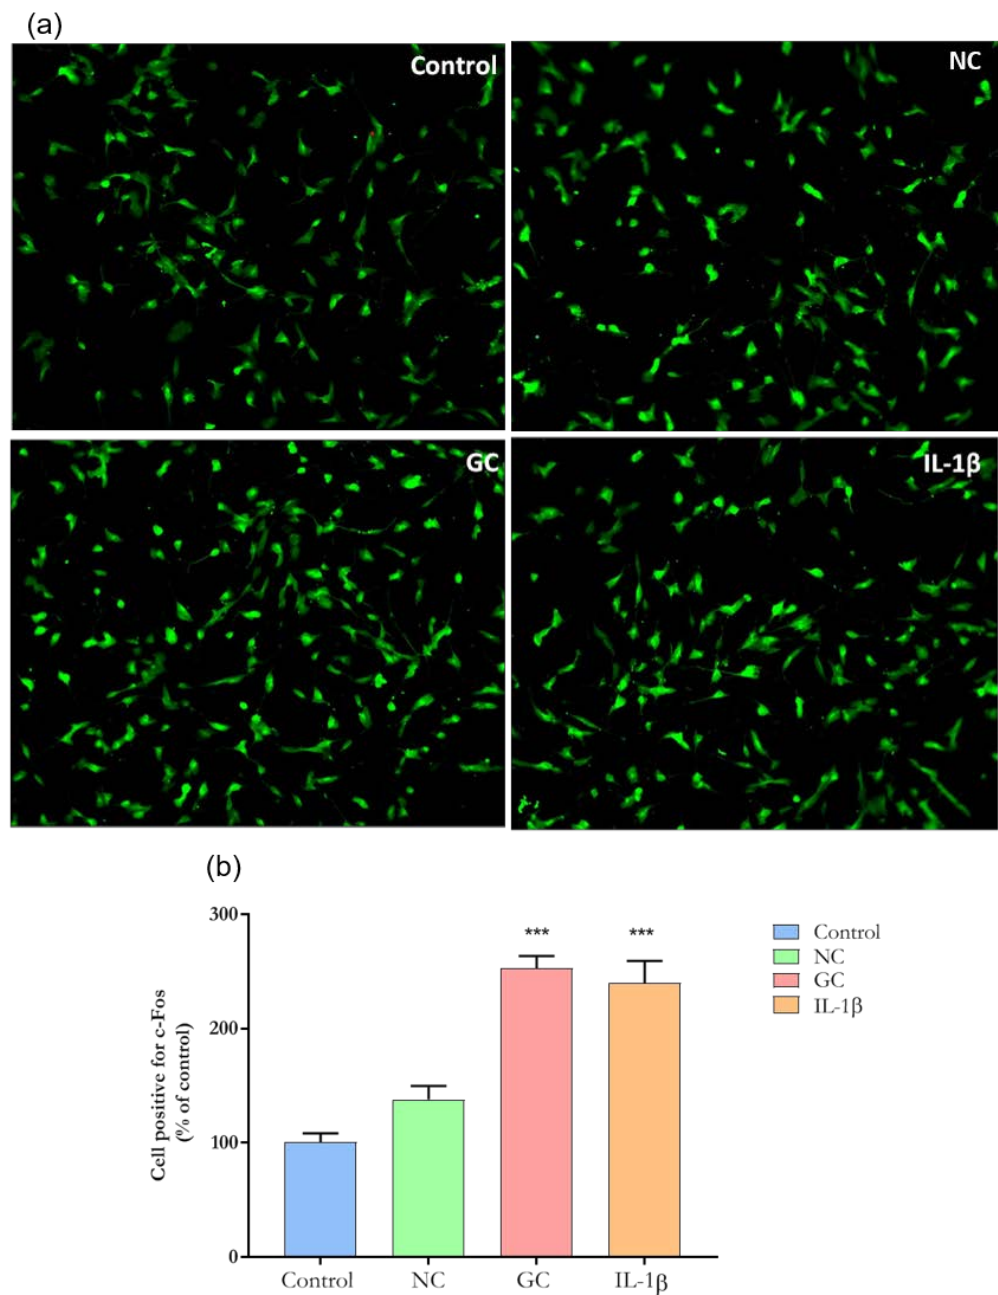 (a)
Control
NC
GC
IL-1β
(b)
Cell positive for c-Fos
(% of control)
300
200
100
0
***
***
Control
NC
GC
IL-1β
Control
NC
GC
IL-1β